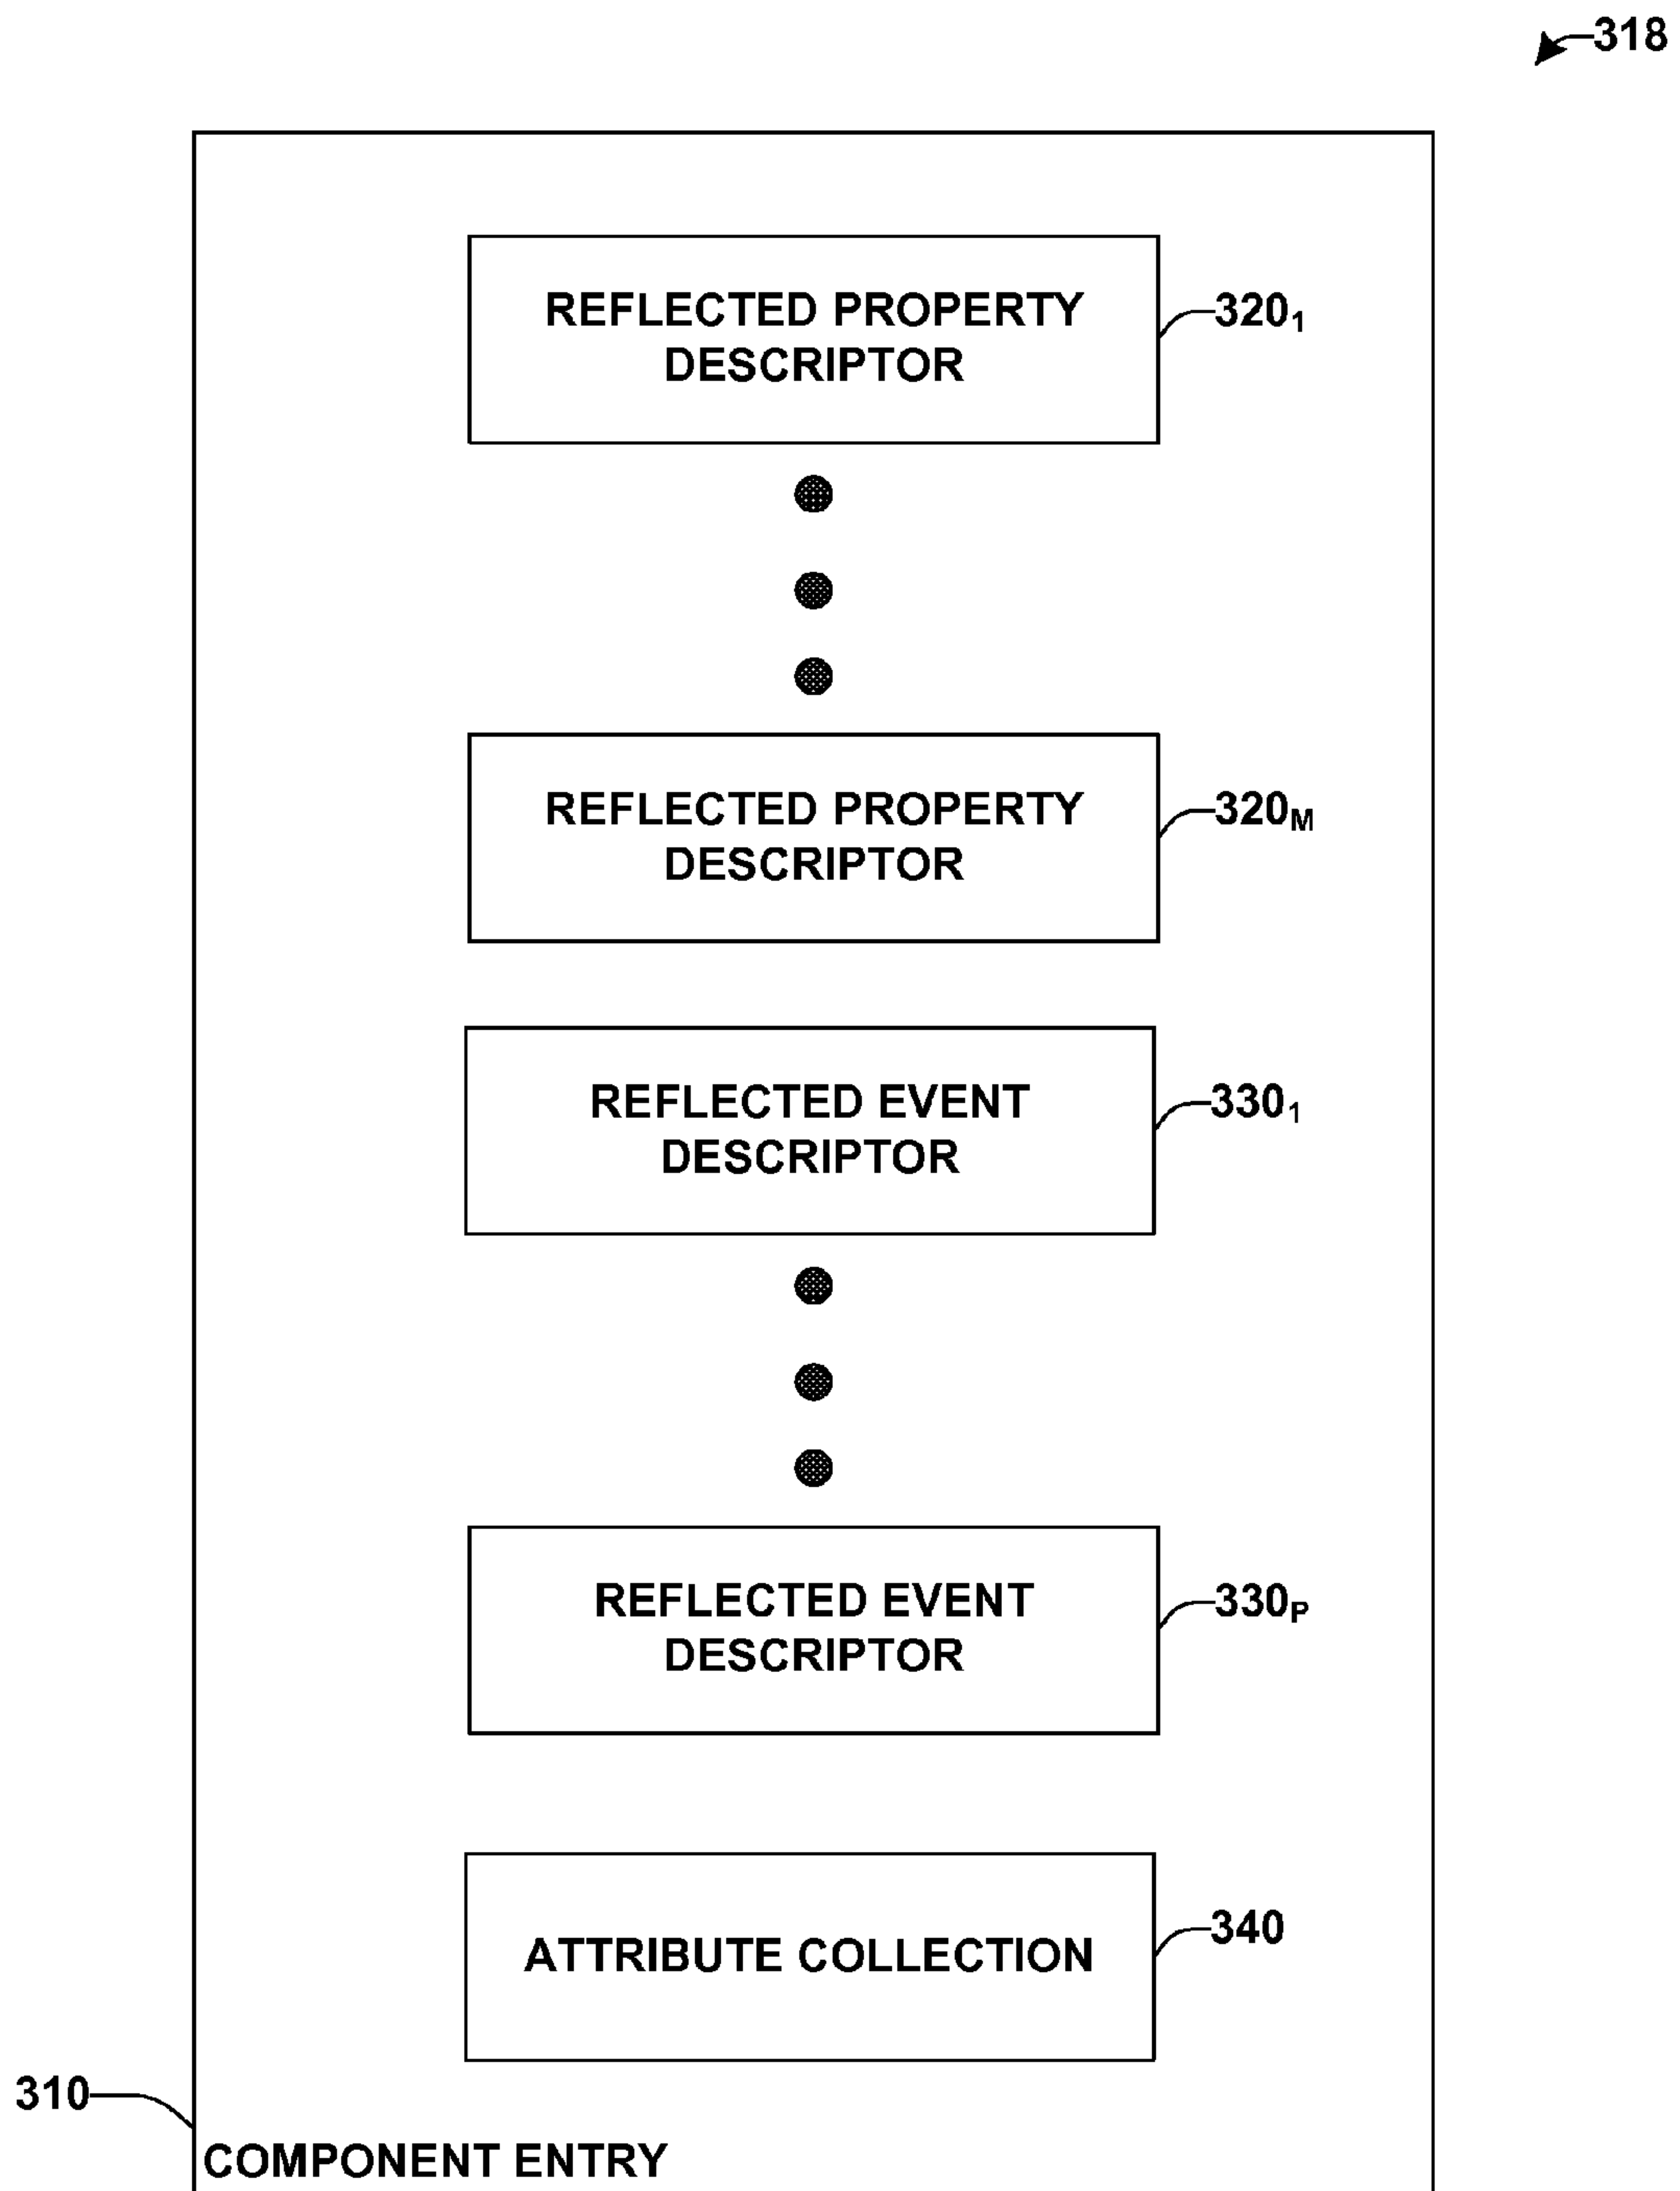 318
REFLECTED PROPERTY
DESCRIPTOR
320₁
REFLECTED PROPERTY
DESCRIPTOR
320ₘ
REFLECTED EVENT
DESCRIPTOR
330₁
REFLECTED EVENT
DESCRIPTOR
330ₚ
ATTRIBUTE COLLECTION
340
310
COMPONENT ENTRY